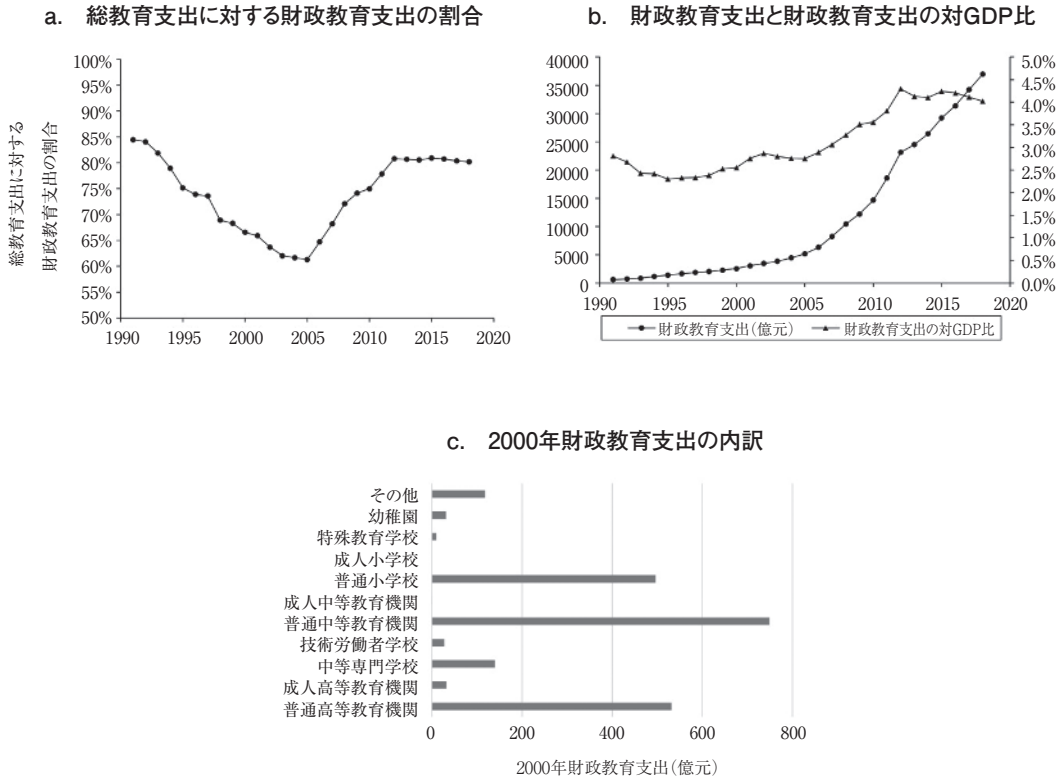 a. 総教育支出に対する財政教育支出の割合
総教育支出に対する
財政教育支出の割合
100%
95%
90%
85%
80%
75%
70%
65%
60%
55%
50%
1990 1995 2000 2005 2010 2015 2020
b. 財政教育支出と財政教育支出の対GDP比
40000 5.0%
35000 4.5%
30000 4.0%
25000 3.5%
20000 3.0%
15000 2.5%
10000 2.0%
5000 1.5%
0 1.0%
0.5%
0.0%
1990 1995 2000 2005 2010 2015 2020
財政教育支出(億元) 財政教育支出の対GDP比
c. 2000年財政教育支出の内訳
その他
幼稚園
特殊教育学校
成人小学校
普通小学校
成人中等教育機関
普通中等教育機関
技術労働者学校
中等専門学校
成人高等教育機関
普通高等教育機関
0 200 400 600 800
2000年財政教育支出(億元)